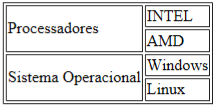 Processadores
INTEL
AMD
Sistema Operacional
Windows
Linux